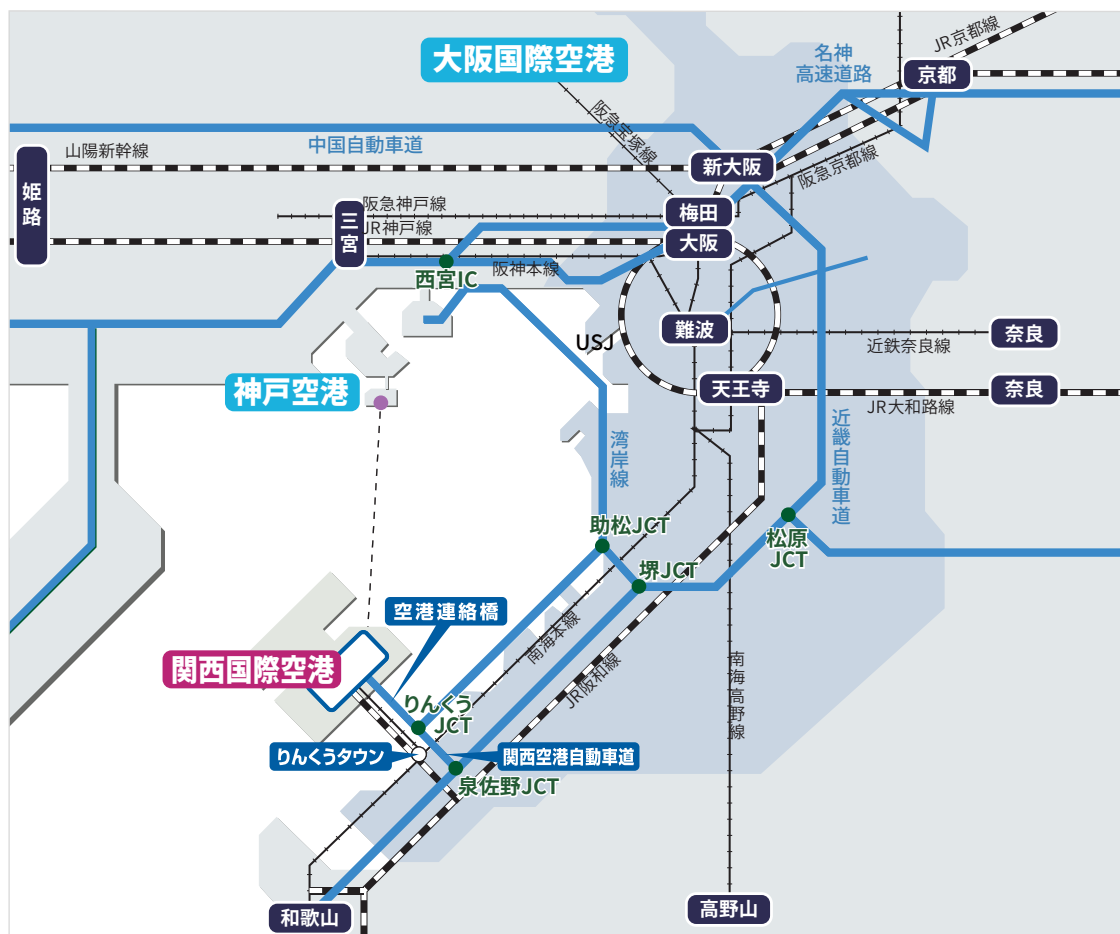 JR京都線
大阪国際空港
名神
高速道路
京都
阪急宝塚線
中国自動車道
山陽新幹線
新大阪
阪急京都線
姫路
阪急神戸線
三宮
JR神戸線
梅田
大阪
阪神本線
西宮IC
難波
USJ
奈良
近鉄奈良線
神戸空港
天王寺
奈良
JR大和路線
湾岸線
近畿自動車道
助松JCT
松原
JCT
堺JCT
空港連絡橋
南海本線
関西国際空港
JR阪和線
南海高野線
りんくう
JCT
りんくうタウン
関西空港自動車道
泉佐野JCT
和歌山
高野山